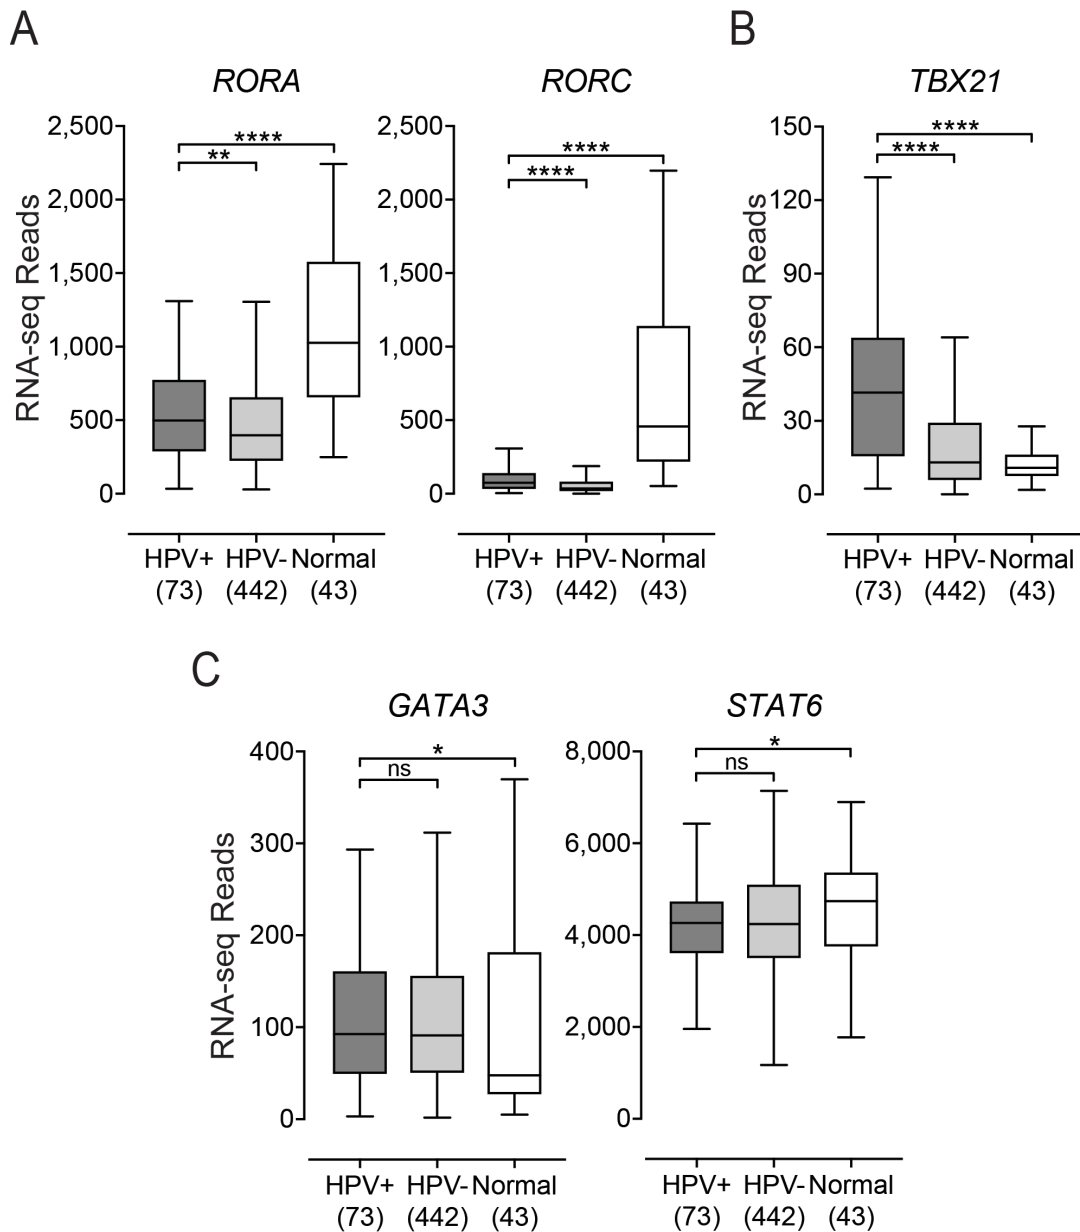 A
B
RORA
RORC
TBX21
RNA-seq Reads
2,500
2,000
1,500
1,000
500
0
****
**
HPV+ HPV- Normal
(73) (442) (43)
2,500
2,000
1,500
1,000
500
0
****
****
HPV+ HPV- Normal
(73) (442) (43)
RNA-seq Reads
150
120
90
60
30
0
****
****
HPV+ HPV- Normal
(73) (442) (43)
C
GATA3
STAT6
RNA-seq Reads
400
300
200
100
0
*
ns
HPV+ HPV- Normal
(73) (442) (43)
8,000
6,000
4,000
2,000
0
*
ns
HPV+ HPV- Normal
(73) (442) (43)